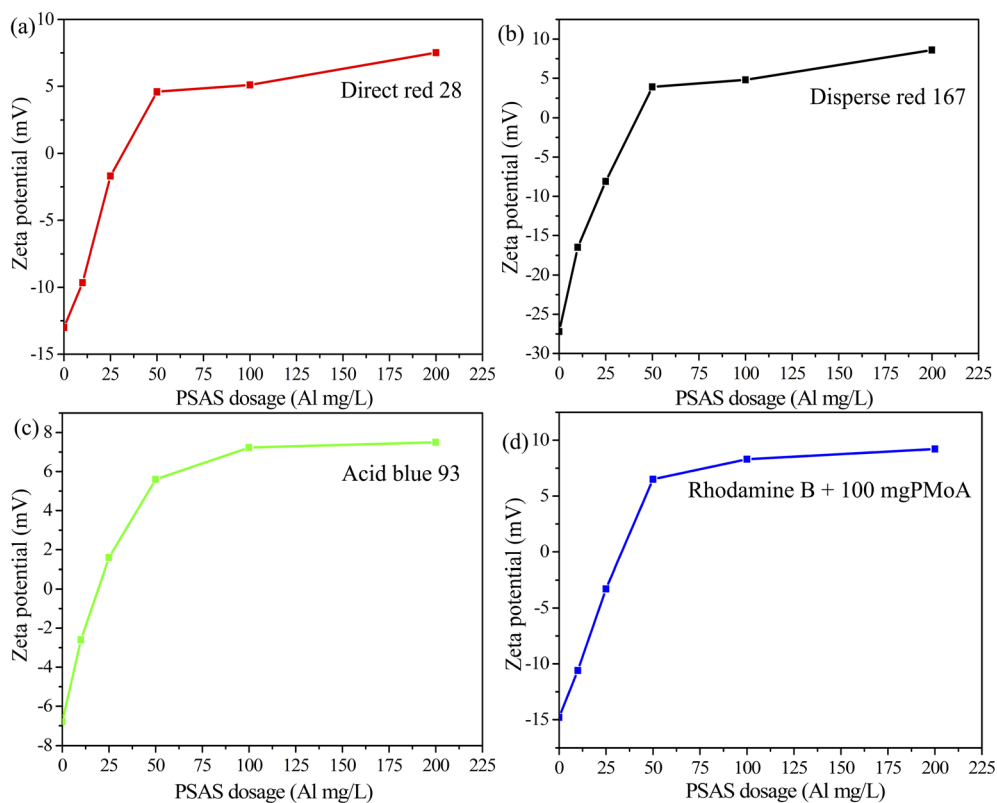 (a)
10
5
0
-5
-10
-15
Zeta potential (mV)
Direct red 28
0 25 50 75 100 125 150 175 200 225
PSAS dosage (Al mg/L)
(b)
10
5
0
-5
-10
-15
-20
-25
-30
Zeta potential (mV)
Disperse red 167
0 25 50 75 100 125 150 175 200 225
PSAS dosage (Al mg/L)
(c)
8
6
4
2
0
-2
-4
-6
-8
Zeta potential (mV)
Acid blue 93
0 25 50 75 100 125 150 175 200 225
PSAS dosage (Al mg/L)
(d)
10
5
0
-5
-10
-15
Zeta potential (mV)
Rhodamine B + 100 mgPMoA
0 25 50 75 100 125 150 175 200 225
PSAS dosage (Al mg/L)